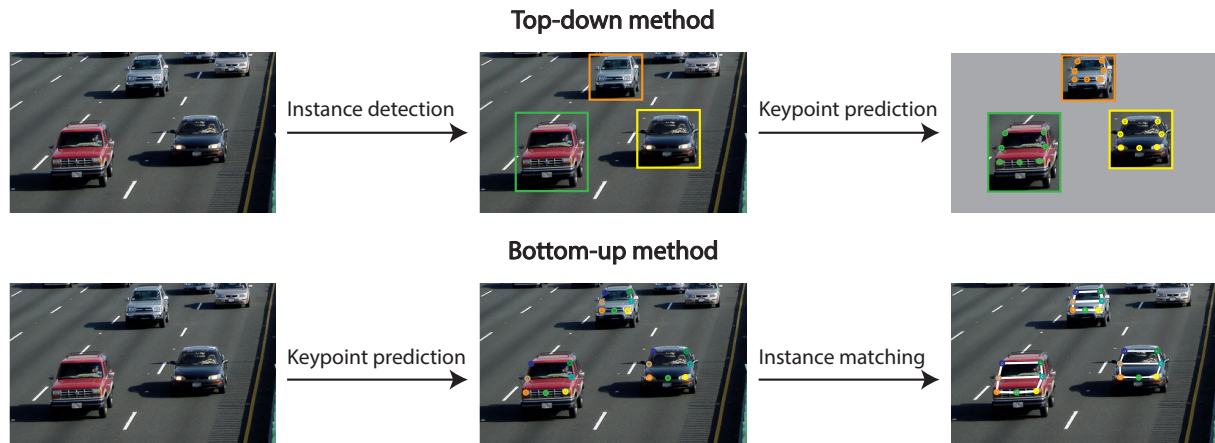 Top-down method
Instance detection
Keypoint prediction
Bottom-up method
Keypoint prediction
Instance matching